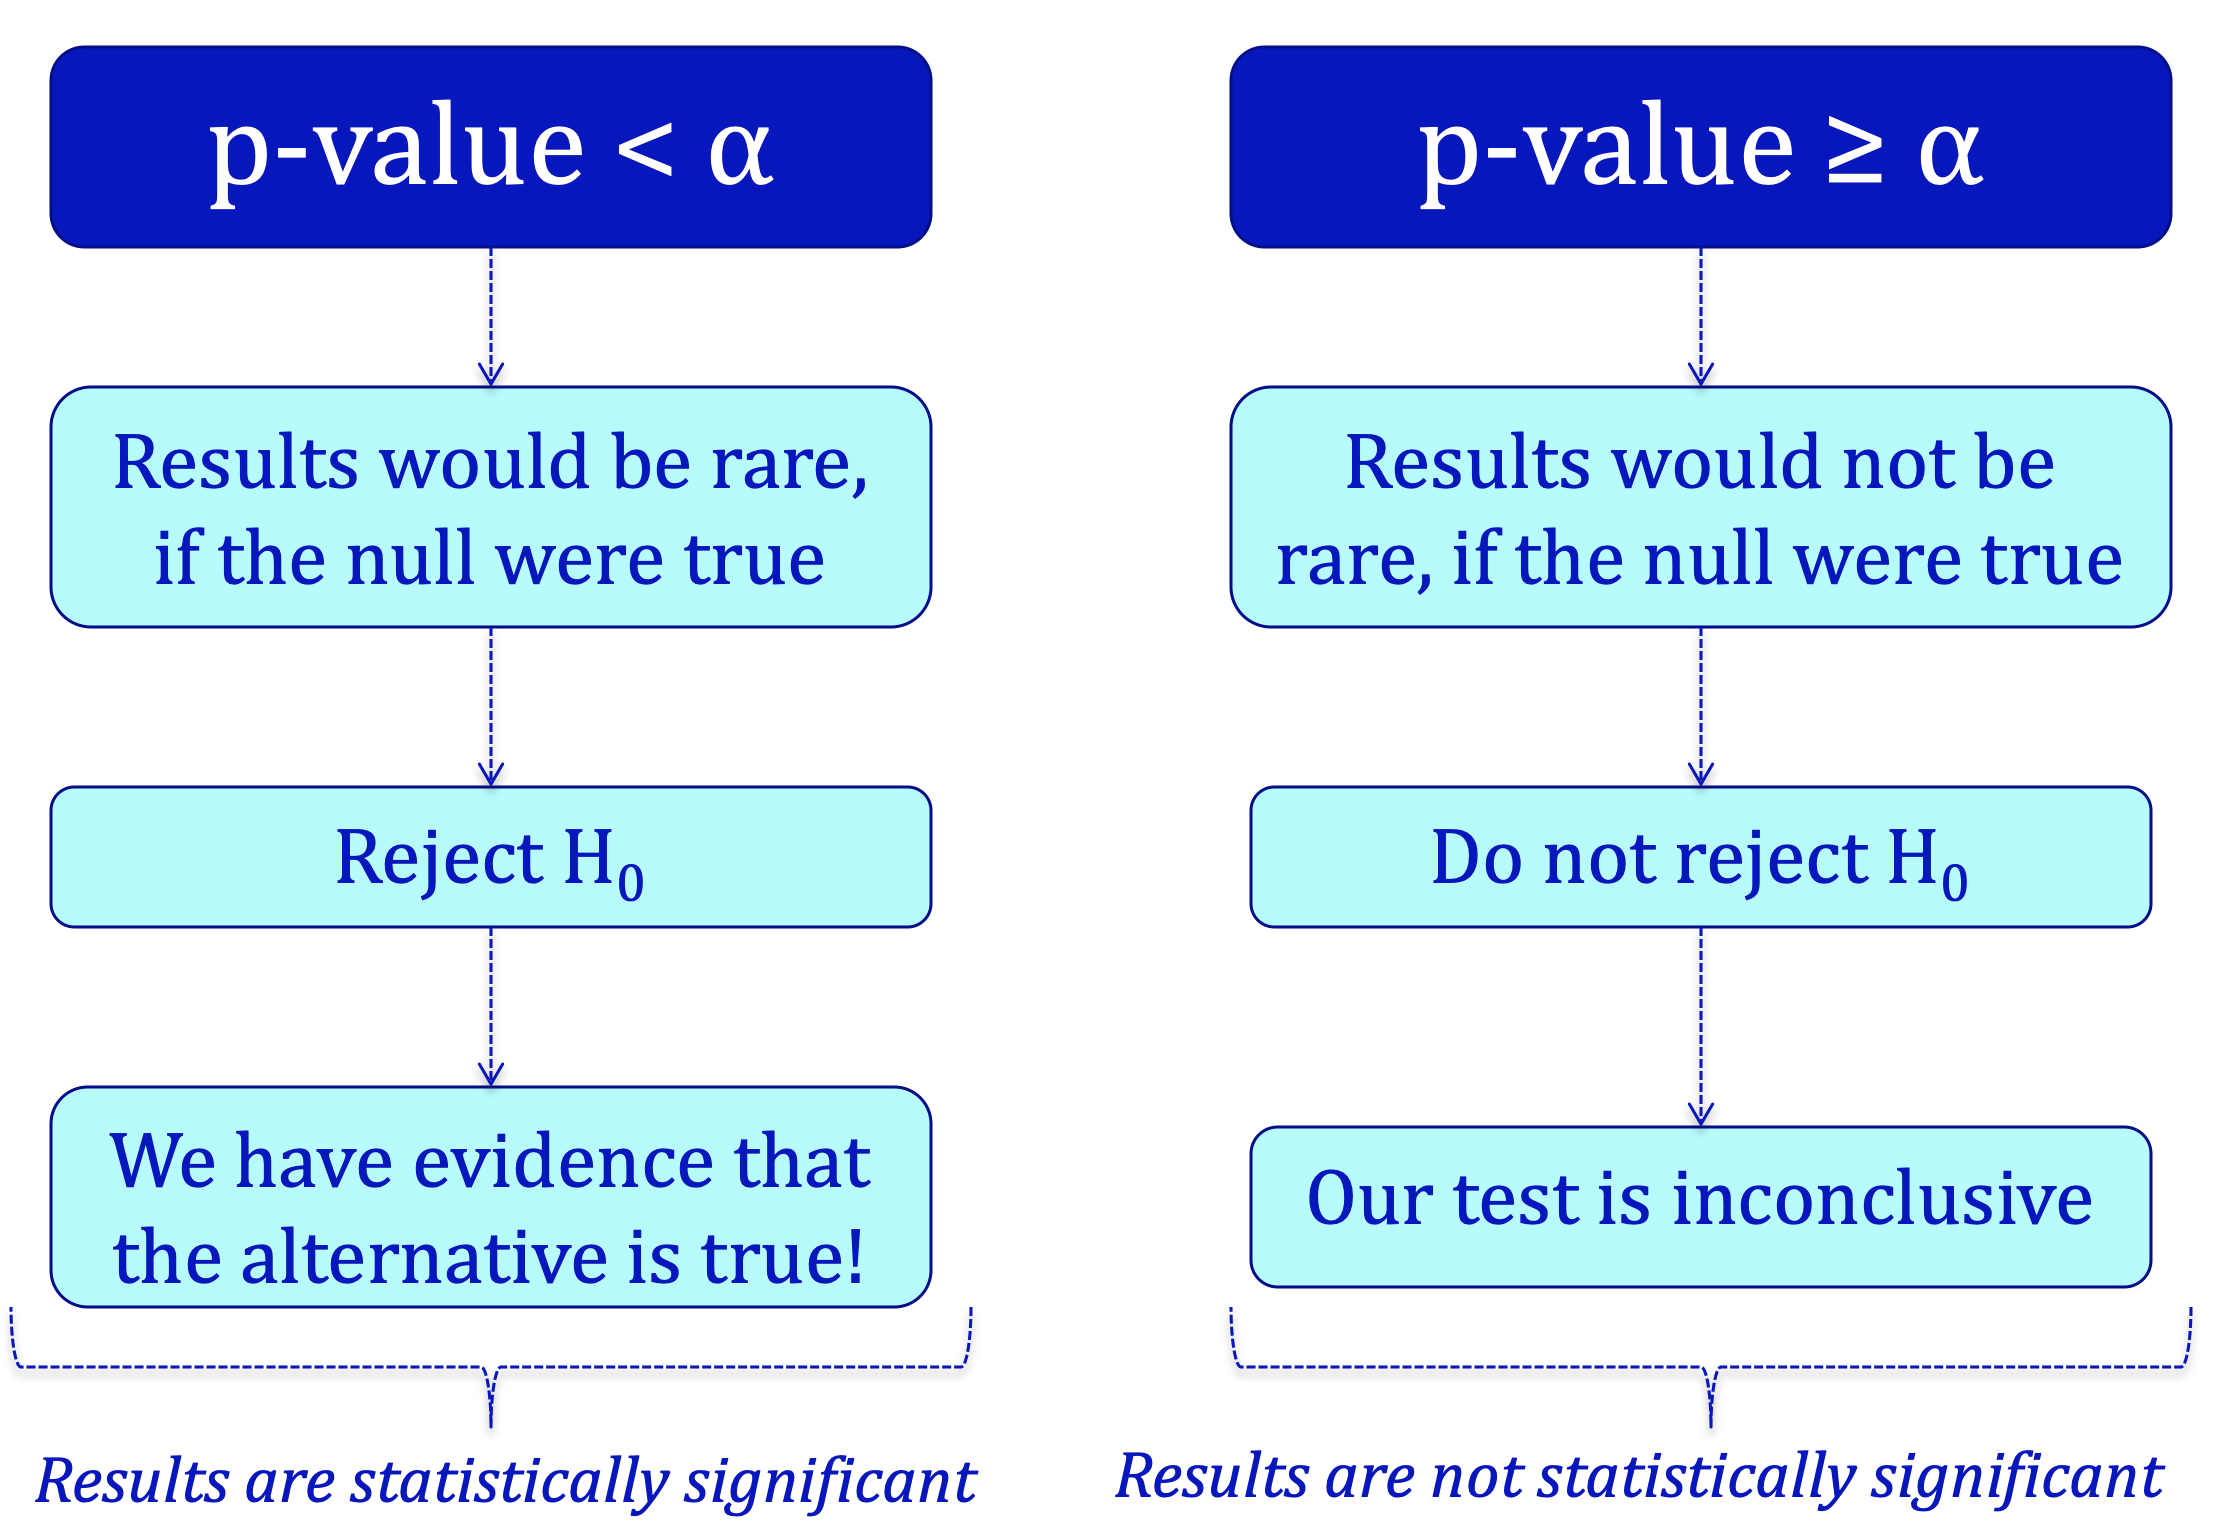 p-value < α
Results would be rare,
if the null were true
Reject H₀
We have evidence that
the alternative is true!
Results are statistically significant
p-value ≥ α
Results would not be
rare, if the null were true
Do not reject H₀
Our test is inconclusive
Results are not statistically significant